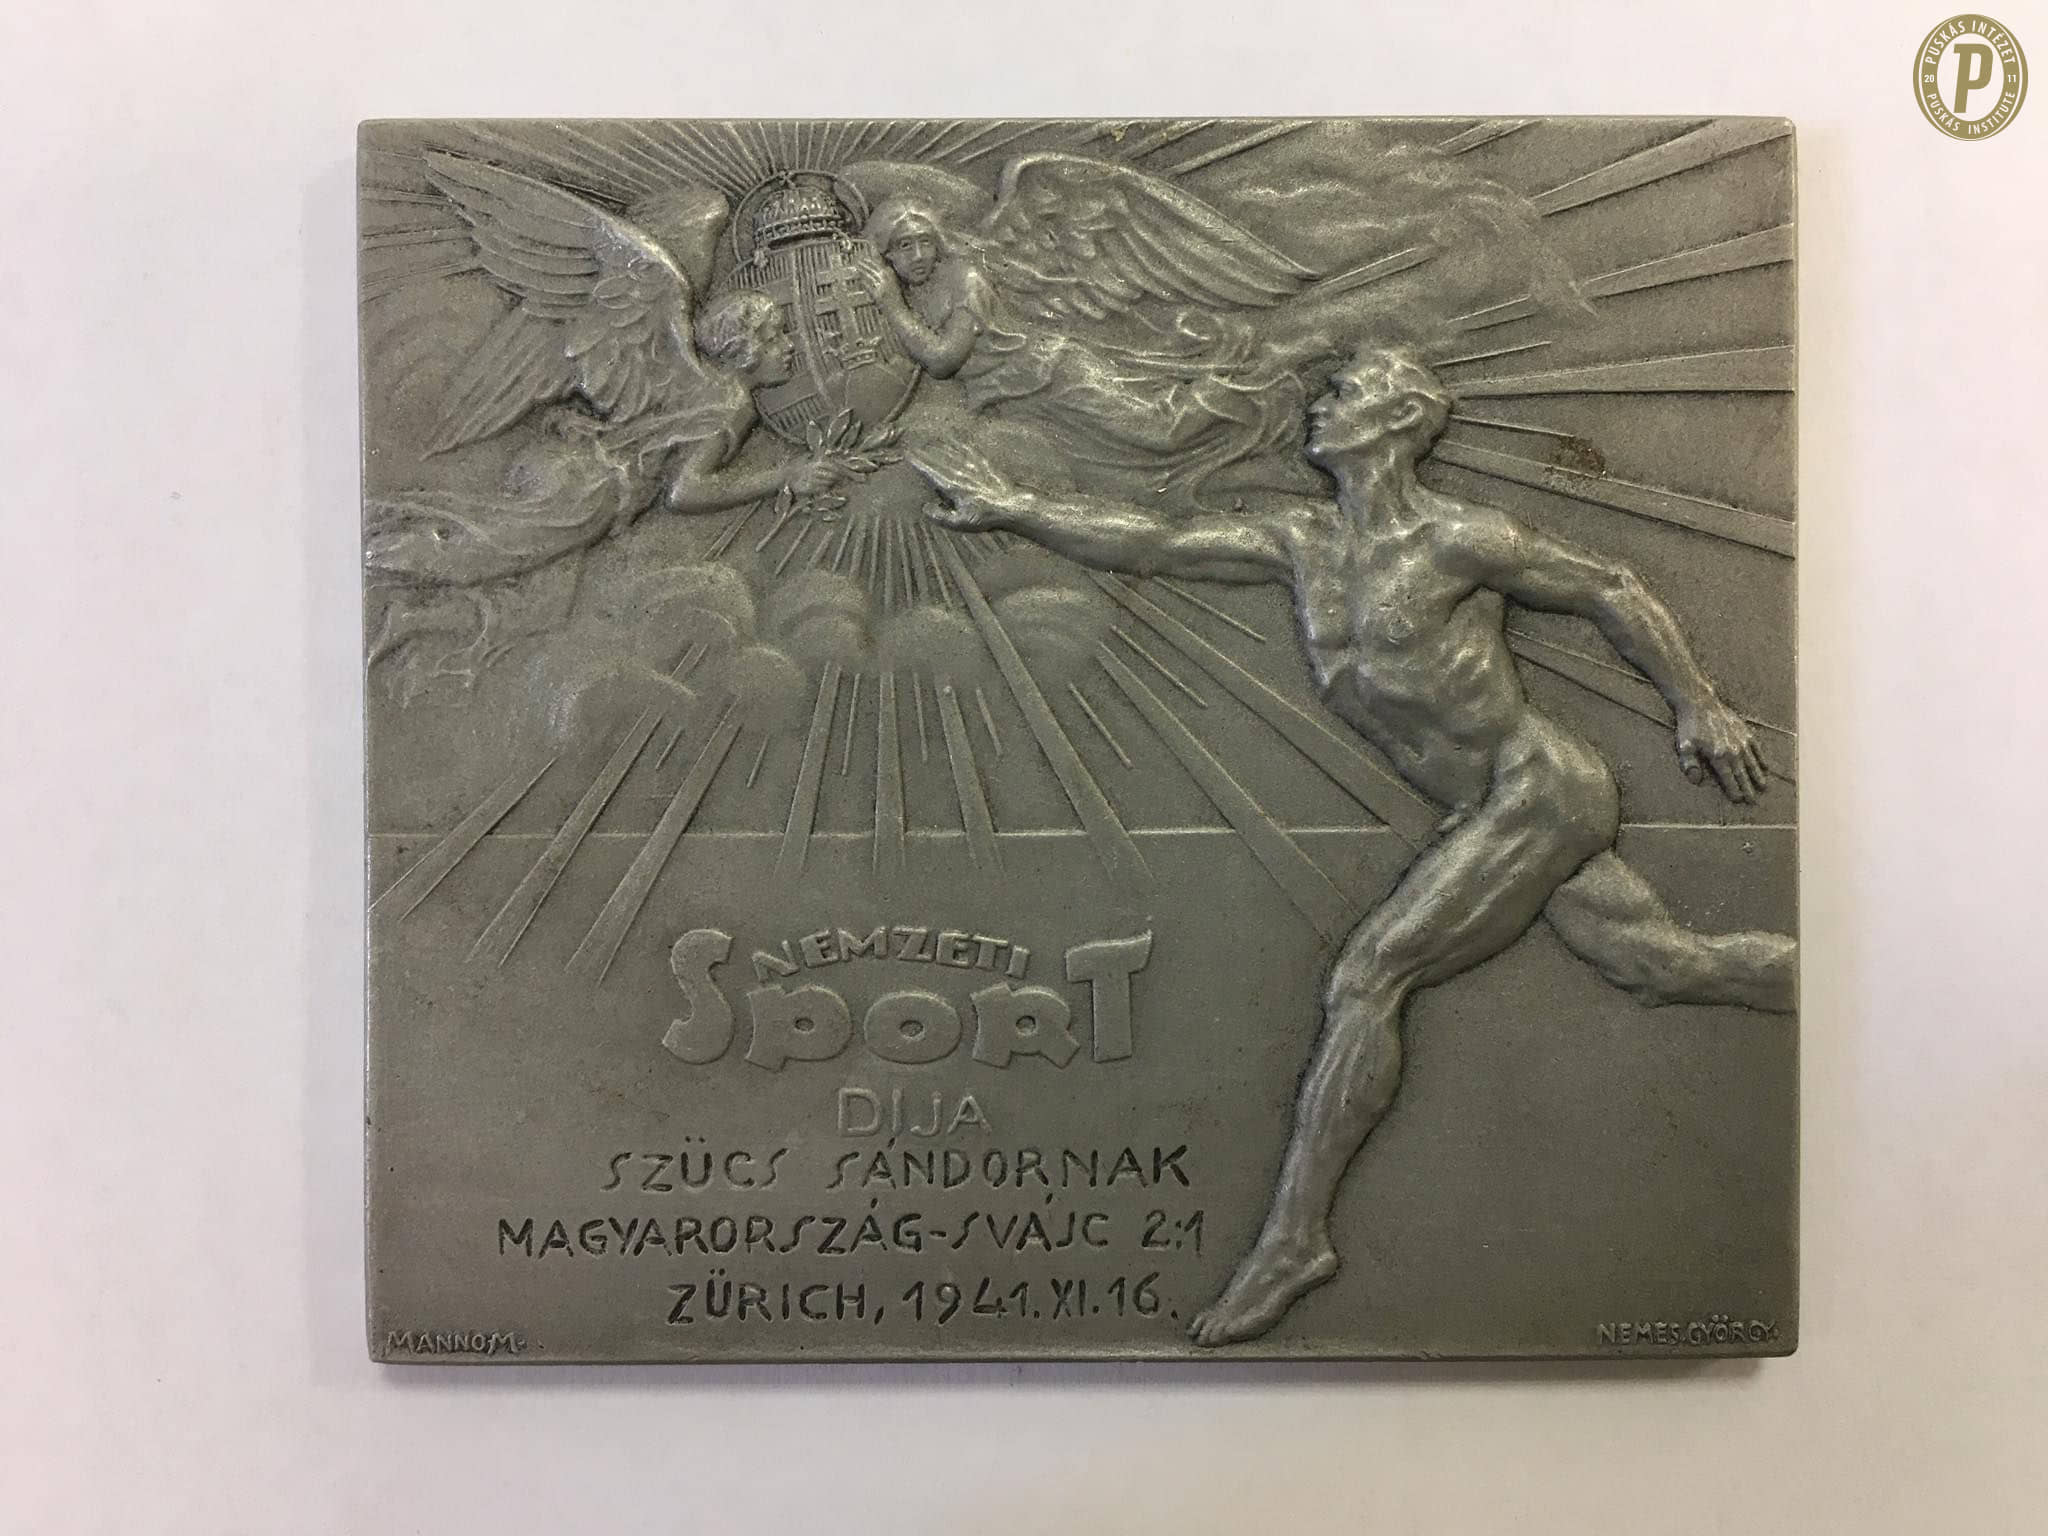 PUSKÁS INTÉZET
20 P 11
PUSKÁS INSTITUTE
NEMZETI
SPORT
DIJA
SZÜCS SÁNDORNAK
MAGYARORSZÁG-SVÁJC 2:1
ZÜRICH, 1941. XI. 16.
MANNO.M.
NEMES.GYÖRGY.